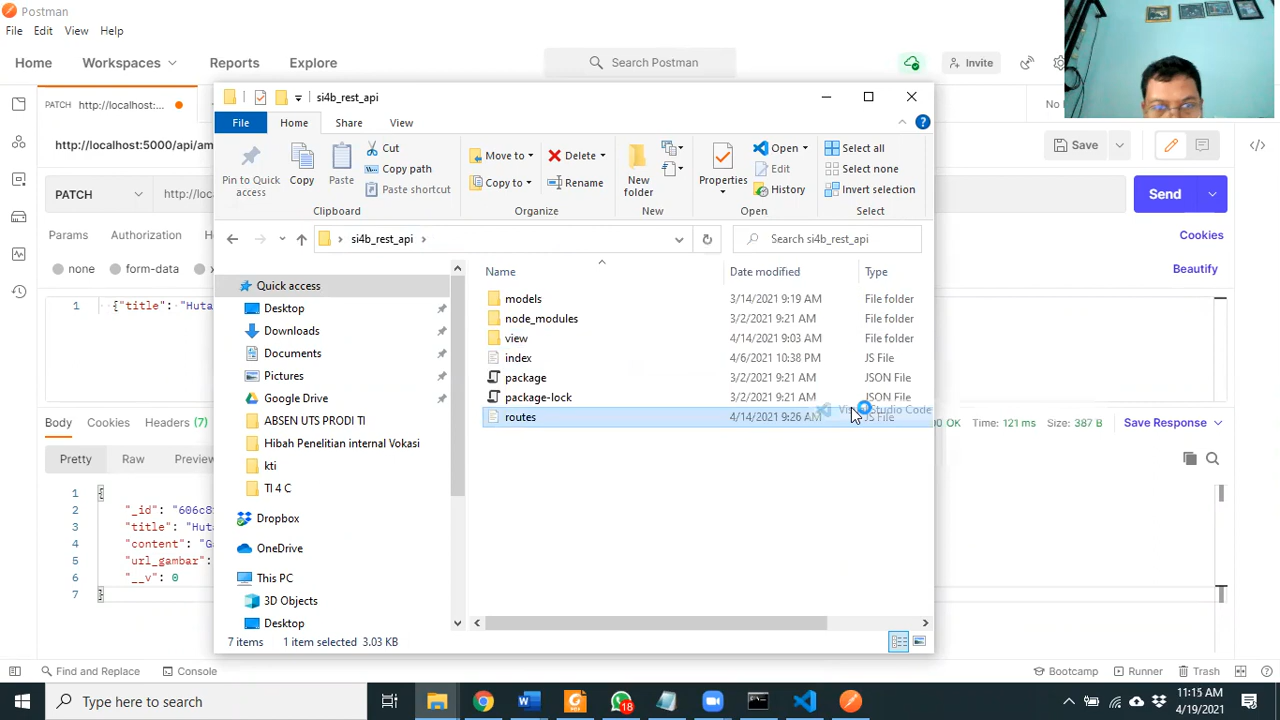 Postman
File Edit View Help
Home Workspaces Reports Explore Search Postman Invite
PATCH http://localhost:... No
http://localhost:5000/api/am Save
PATCH http://loc Send
Params Authorization Cookies
none form-data Beautify
1 {"title": "Huta
Body Cookies Headers (7) OK Time: 121 ms Size: 387 B Save Response
Pretty Raw Preview
1 {
2 "_id": "606c8
3 "title": "Hut
4 "content": "G
5 "url_gambar":
6 "__v": 0
7 }
Find and Replace Console Bootcamp Runner Trash
si4b_rest_api
File Home Share View
Pin to Quick access
Copy
Paste
Cut
Copy path
Paste shortcut
Clipboard
Move to
Copy to
Delete
Rename
Organize
New folder
New
Properties
Open
Edit
History
Open
Select all
Select none
Invert selection
Select
si4b_rest_api Search si4b_rest_api
Quick access
Desktop
Downloads
Documents
Pictures
Google Drive
ABSEN UTS PRODI TI
Hibah Penelitian internal Vokasi
kti
TI 4 C
Dropbox
OneDrive
This PC
3D Objects
Desktop
Name Date modified Type
models 3/14/2021 9:19 AM File folder
node_modules 3/2/2021 9:21 AM File folder
view 4/14/2021 9:03 AM File folder
index 4/6/2021 10:38 PM JS File
package 3/2/2021 9:21 AM JSON File
package-lock 3/2/2021 9:21 AM JSON File
routes 4/14/2021 9:26 AM JS File
Studio Code
7 items 1 item selected 3.03 KB
Type here to search
18
11:15 AM
4/19/2021